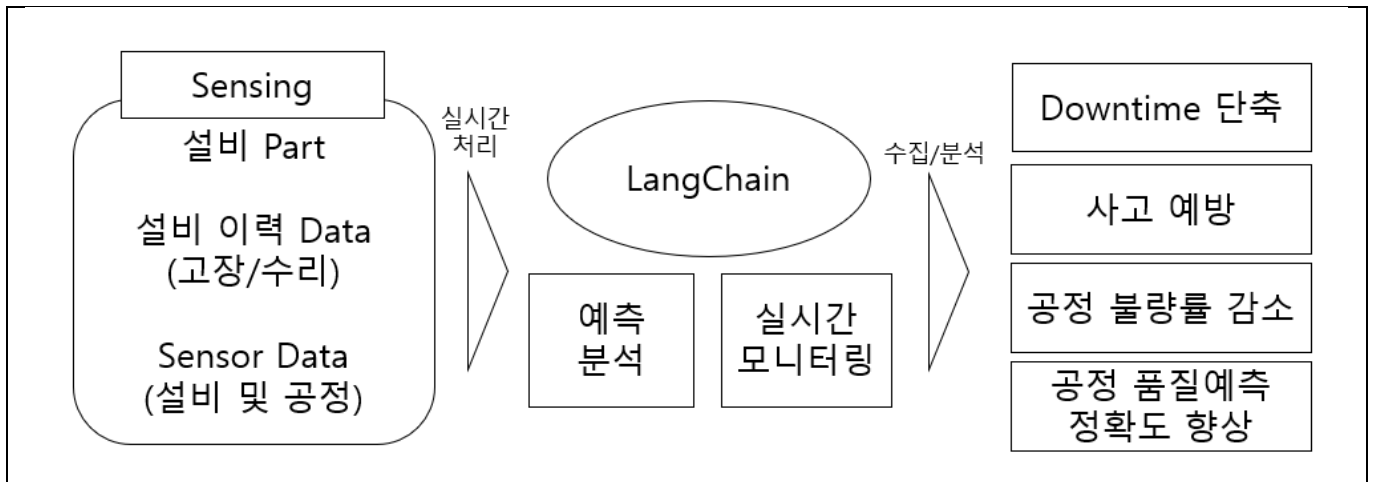 Sensing
설비 Part
설비 이력 Data
(고장/수리)
Sensor Data
(설비 및 공정)
실시간
처리
LangChain
예측
분석
실시간
모니터링
수집/분석
Downtime 단축
사고 예방
공정 불량률 감소
공정 품질예측
정확도 향상